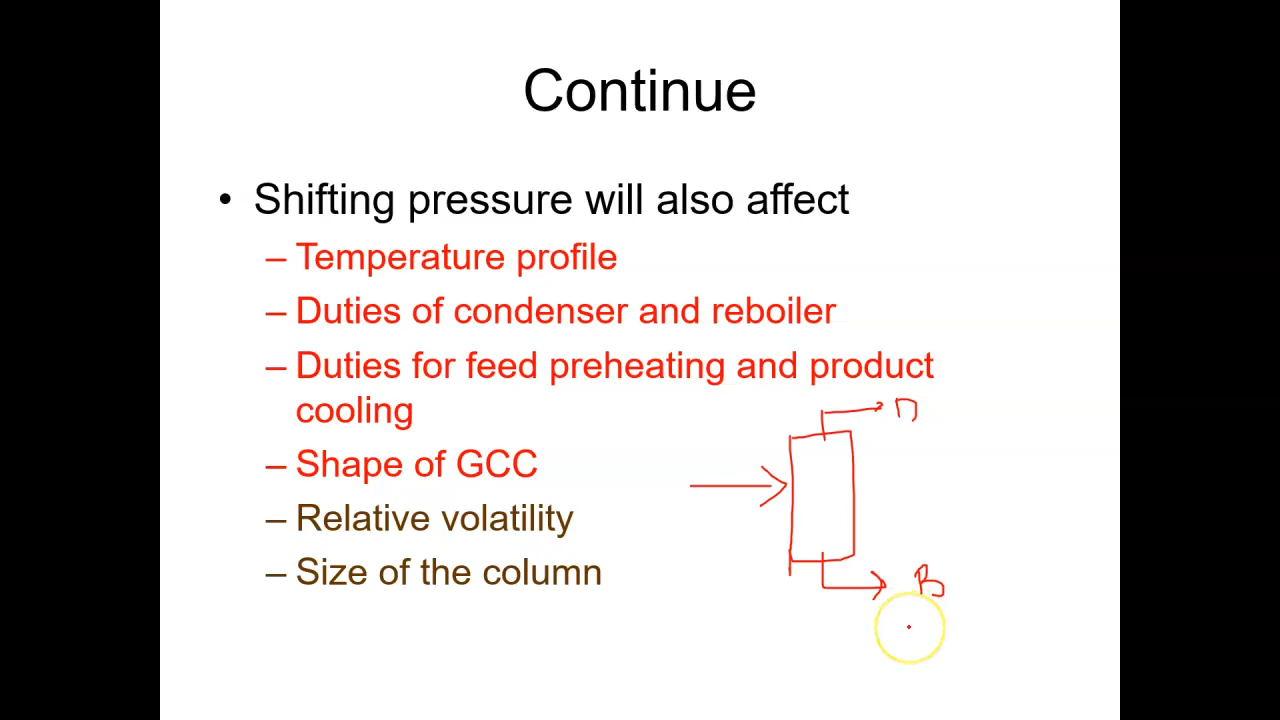 Continue
• Shifting pressure will also affect
– Temperature profile
– Duties of condenser and reboiler
– Duties for feed preheating and product
cooling
– Shape of GCC
– Relative volatility
– Size of the column
D
B